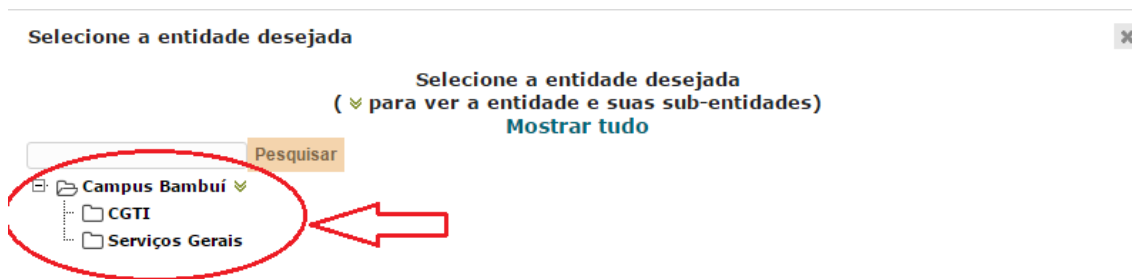 Selecione a entidade desejada
Selecione a entidade desejada
( para ver a entidade e suas sub-entidades)
Mostrar tudo
Pesquisar
Campus Bambuí
CGTI
Serviços Gerais